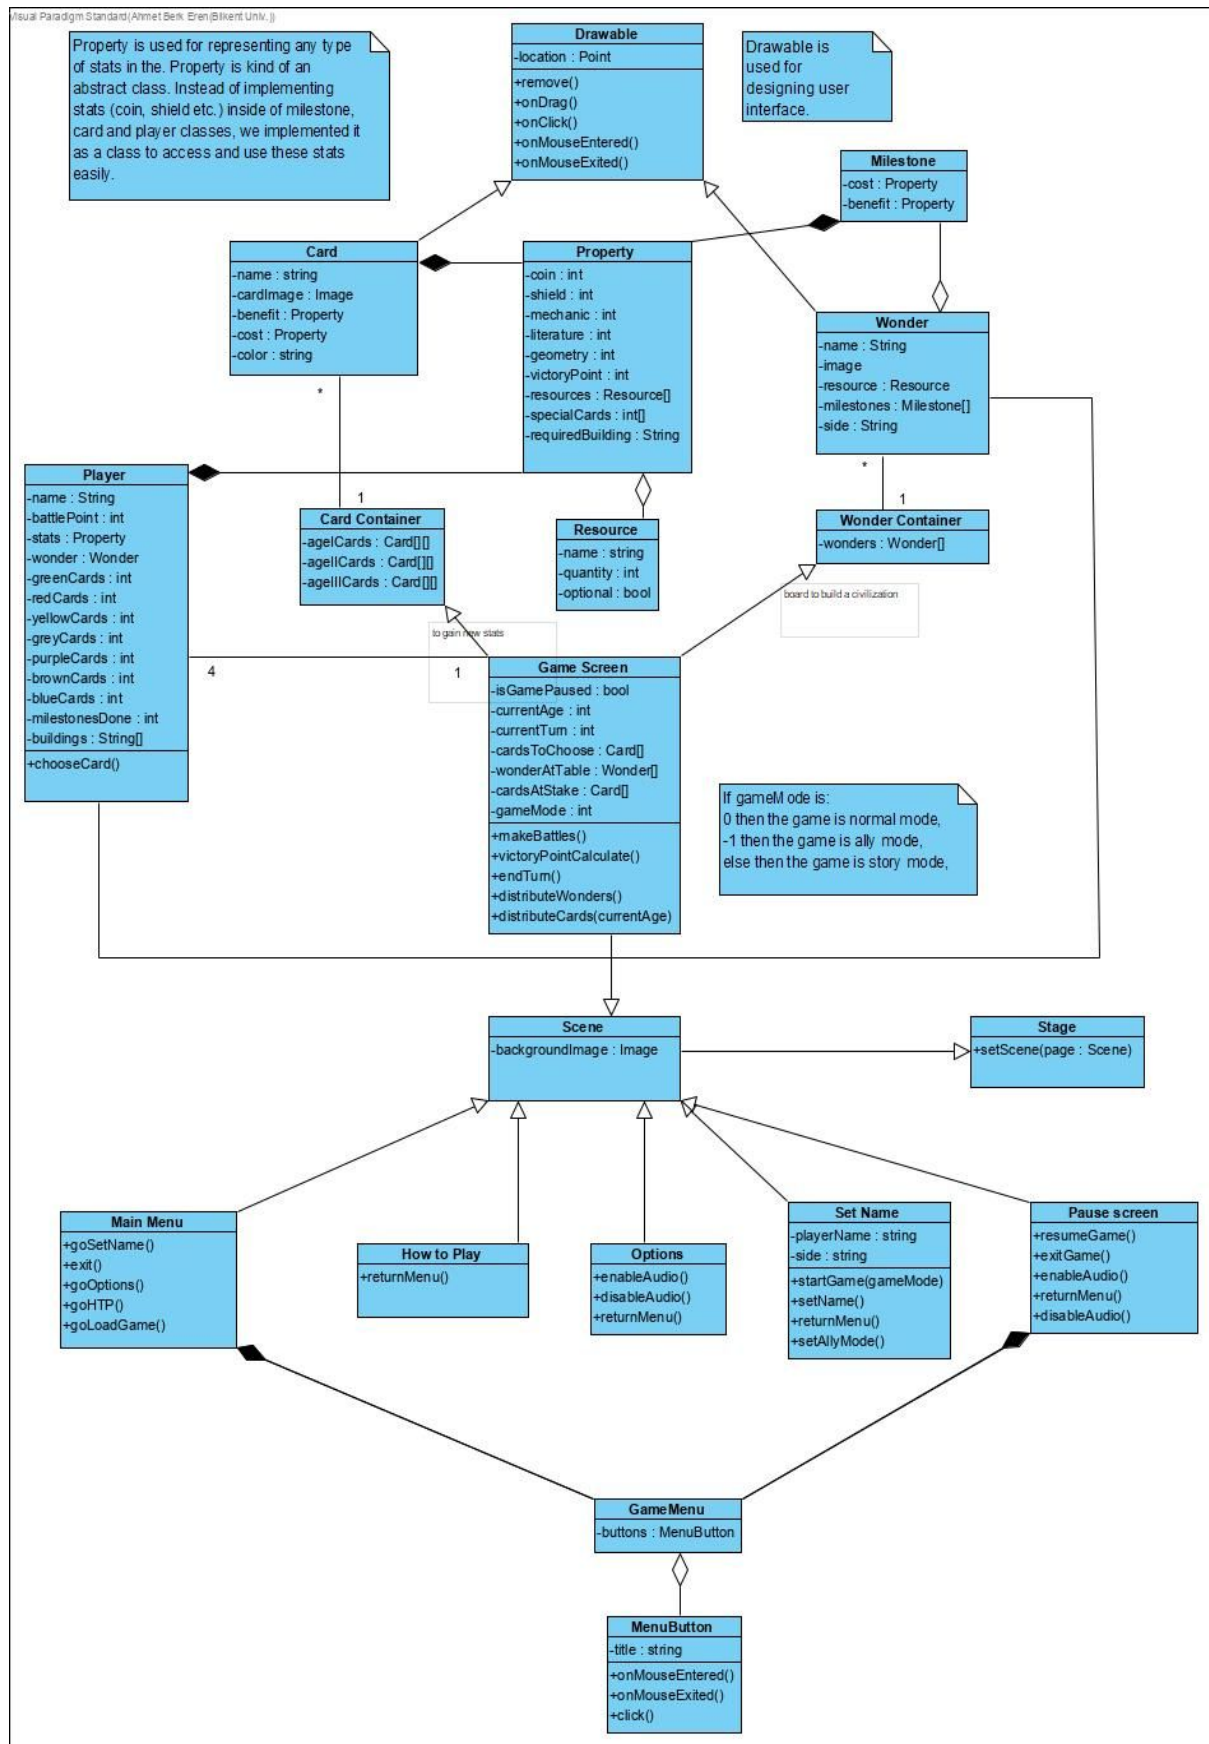 Visual Paradigm Standard(Ahmet Berk Eren(Bilkent Univ.))
Property is used for representing any type
of stats in the. Property is kind of an
abstract class. Instead of implementing
stats (coin, shield etc.) inside of milestone,
card and player classes, we implemented it
as a class to access and use these stats
easily.
Drawable
-location : Point
+remove()
+onDrag()
+onClick()
+onMouseEntered()
+onMouseExited()
Drawable is
used for
designing user
interface.
Milestone
-cost : Property
-benefit : Property
Card
-name : string
-cardImage : Image
-benefit : Property
-cost : Property
-color : string
Property
-coin : int
-shield : int
-mechanic : int
-literature : int
-geometry : int
-victoryPoint : int
-resources : Resource[]
-specialCards : int[]
-requiredBuilding : String
Wonder
-name : String
-image
-resource : Resource
-milestones : Milestone[]
-side : String
*
1
*
1
Player
-name : String
-battlePoint : int
-stats : Property
-wonder : Wonder
-greenCards : int
-redCards : int
-yellowCards : int
-greyCards : int
-purpleCards : int
-brownCards : int
-blueCards : int
-milestonesDone : int
-buildings : String[]
+chooseCard()
Card Container
-ageICards : Card[][]
-ageIICards : Card[][]
-ageIIICards : Card[][]
Resource
-name : string
-quantity : int
-optional : bool
Wonder Container
-wonders : Wonder[]
board to build a civilization
to gain new stats
4
1
Game Screen
-isGamePaused : bool
-currentAge : int
-currentTurn : int
-cardsToChoose : Card[]
-wonderAtTable : Wonder[]
-cardsAtStake : Card[]
-gameMode : int
+makeBattles()
+victoryPointCalculate()
+endTurn()
+distributeWonders()
+distributeCards(currentAge)
If gameMode is:
0 then the game is normal mode,
-1 then the game is ally mode,
else then the game is story mode,
Scene
-backgroundImage : Image
Stage
+setScene(page : Scene)
Main Menu
+goSetName()
+exit()
+goOptions()
+goHTP()
+goLoadGame()
How to Play
+returnMenu()
Options
+enableAudio()
+disableAudio()
+returnMenu()
Set Name
-playerName : string
-side : string
+startGame(gameMode)
+setName()
+returnMenu()
+setAllyMode()
Pause screen
+resumeGame()
+exitGame()
+enableAudio()
+returnMenu()
+disableAudio()
GameMenu
-buttons : MenuButton
MenuButton
-title : string
+onMouseEntered()
+onMouseExited()
+click()